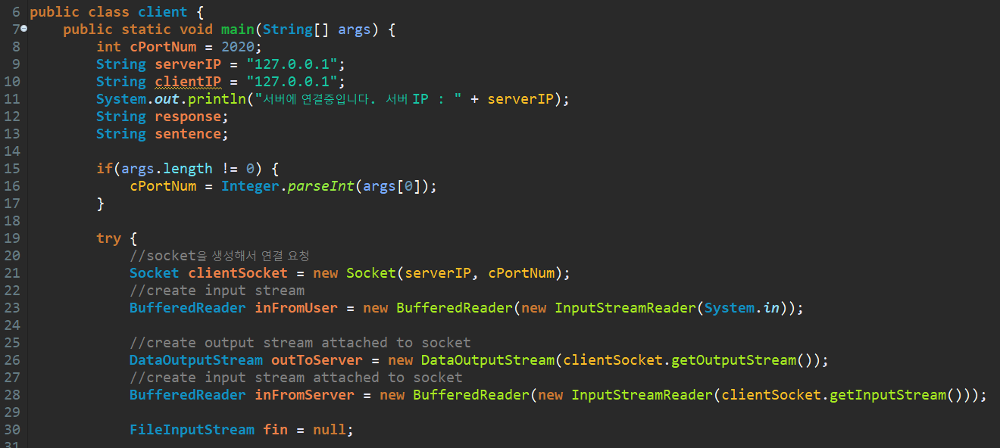 6 public class client {
7 public static void main(String[] args) {
8 int cPortNum = 2020;
9 String serverIP = "127.0.0.1";
10 String clientIP = "127.0.0.1";
11 System.out.println("서버에 연결중입니다. 서버 IP : " + serverIP);
12 String response;
13 String sentence;
14
15 if(args.length != 0) {
16 cPortNum = Integer.parseInt(args[0]);
17 }
18
19 try {
20 //socket을 생성해서 연결 요청
21 Socket clientSocket = new Socket(serverIP, cPortNum);
22 //create input stream
23 BufferedReader inFromUser = new BufferedReader(new InputStreamReader(System.in));
24
25 //create output stream attached to socket
26 DataOutputStream outToServer = new DataOutputStream(clientSocket.getOutputStream());
27 //create input stream attached to socket
28 BufferedReader inFromServer = new BufferedReader(new InputStreamReader(clientSocket.getInputStream()));
29
30 FileInputStream fin = null;
31